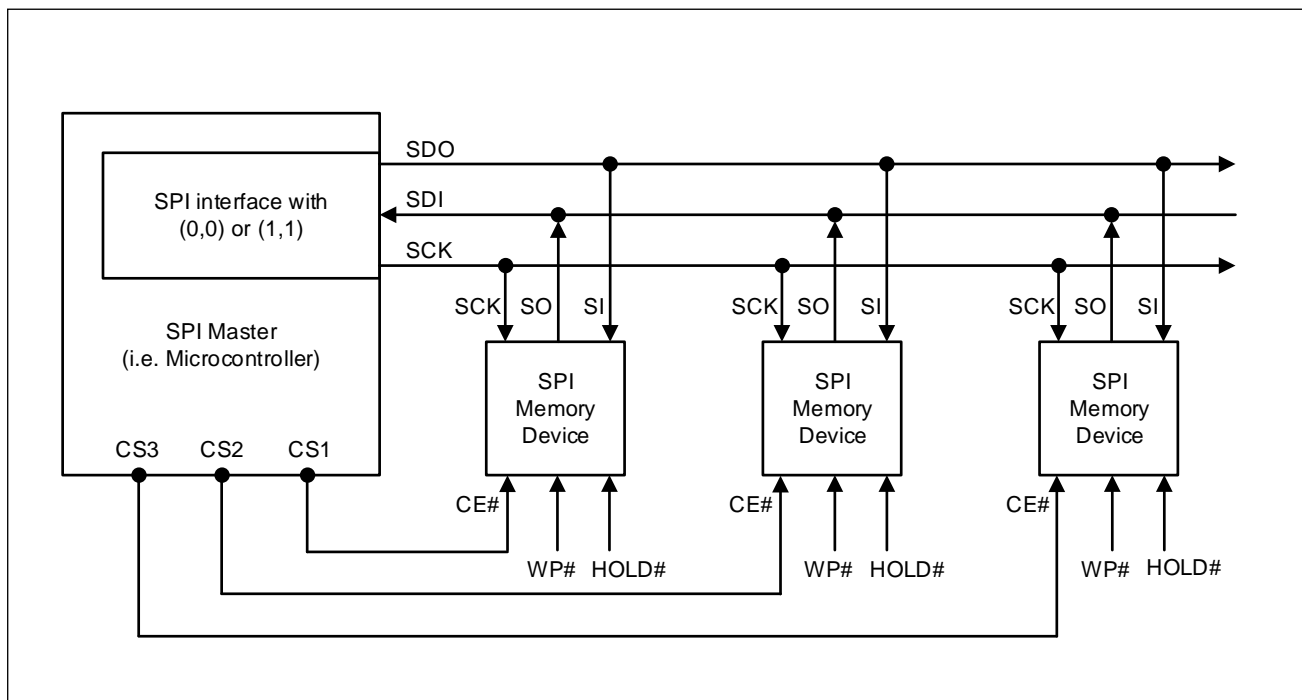 SDO
SPI interface with
(0,0) or (1,1)
SDI
SCK
SPI Master
(i.e. Microcontroller)
CS3 CS2 CS1
SCK SO SI
SPI
Memory
Device
CE#
WP# HOLD#
SCK SO SI
SPI
Memory
Device
CE#
WP# HOLD#
SCK SO SI
SPI
Memory
Device
CE#
WP# HOLD#